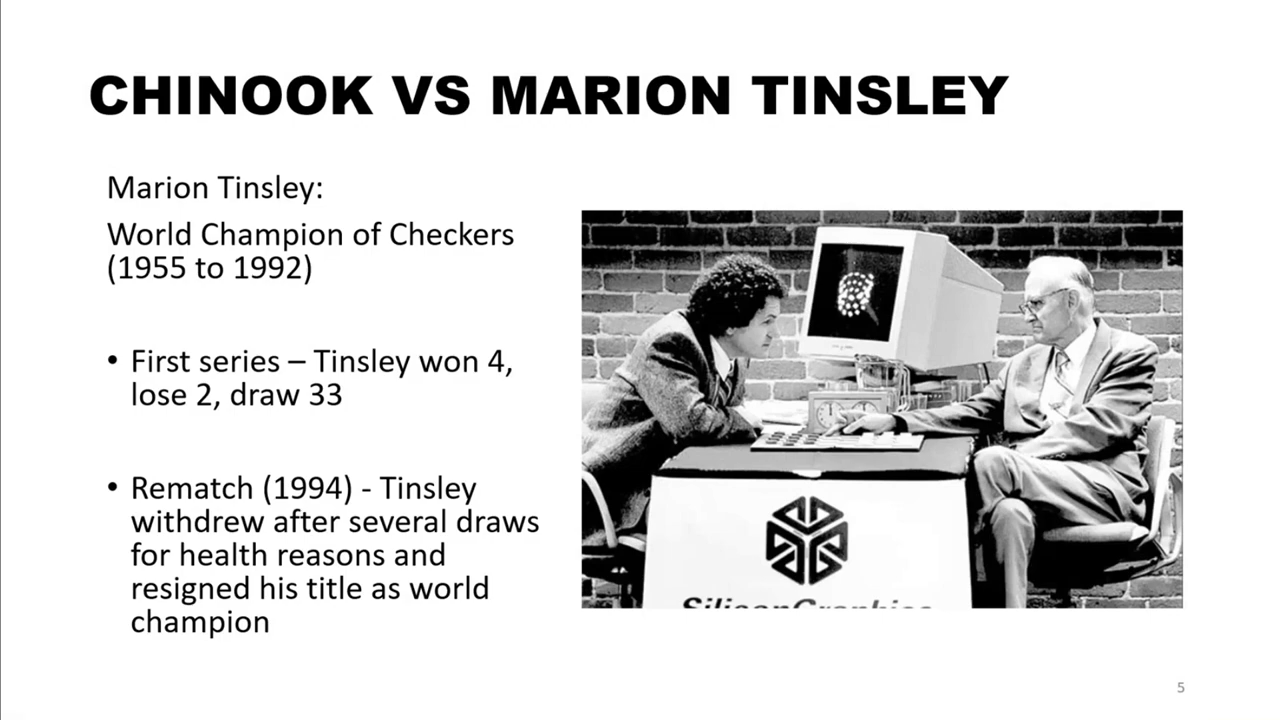 CHINOOK VS MARION TINSLEY
Marion Tinsley:
World Champion of Checkers
(1955 to 1992)
• First series – Tinsley won 4,
lose 2, draw 33
• Rematch (1994) - Tinsley
withdrew after several draws
for health reasons and
resigned his title as world
champion
SiliconGraphics
5